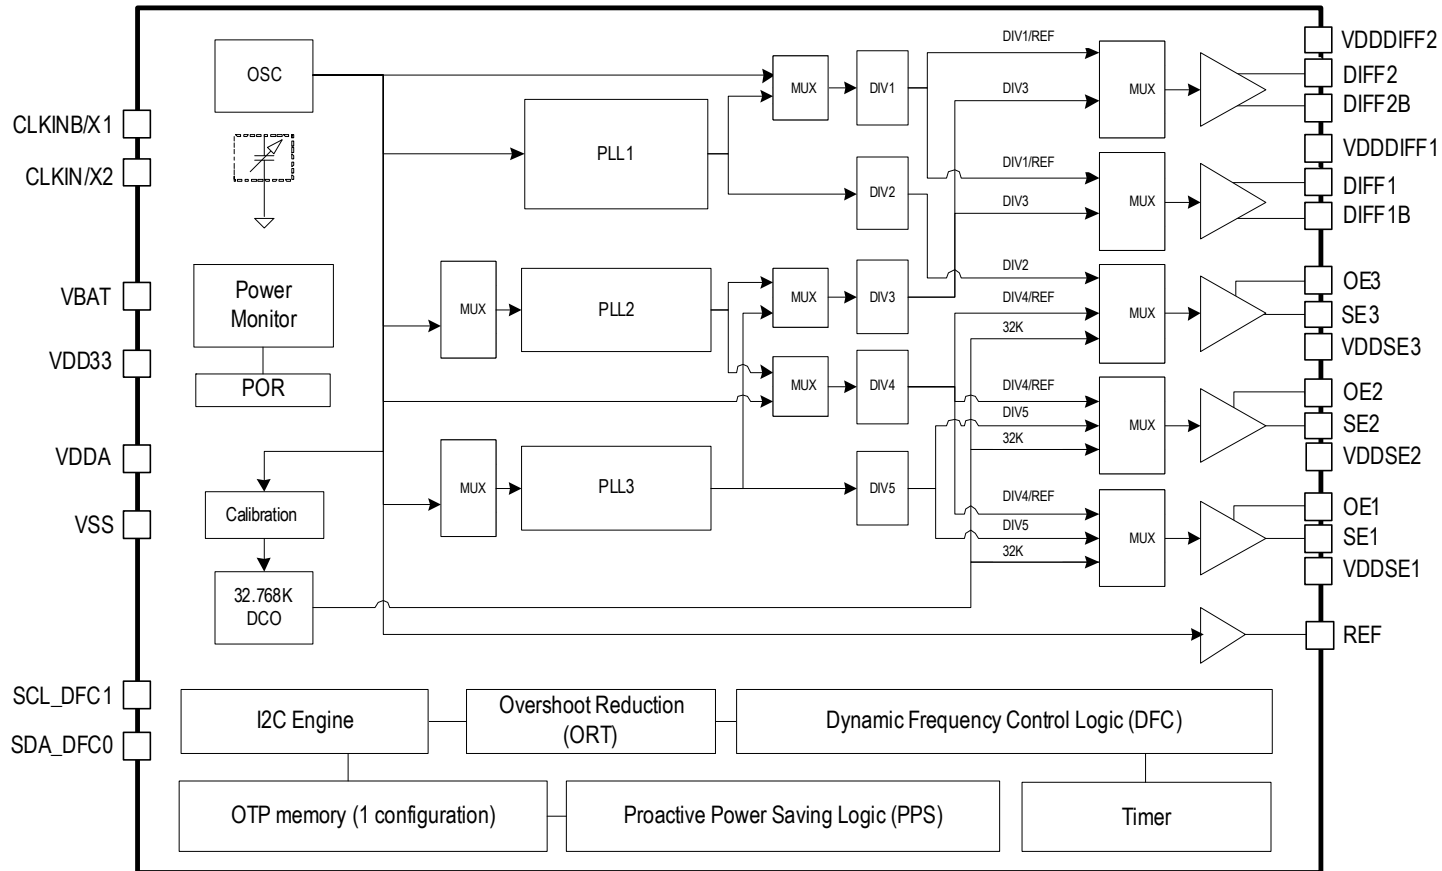 VDDDIFF2
DIV1/REF
OSC
MUX
DIV1
MUX
DIFF2
DIV3
DIFF2B
CLKINB/X1
PLL1
VDDDIFF1
CLKIN/X2
DIV1/REF
DIV2
DIV3
MUX
DIFF1
DIFF1B
DIV2
OE3
VBAT
Power
Monitor
MUX
PLL2
MUX
DIV3
DIV4/REF
MUX
SE3
32K
VDDSE3
VDD33
POR
MUX
DIV4
DIV4/REF
OE2
DIV5
MUX
SE2
32K
VDDSE2
VDDA
MUX
PLL3
DIV5
DIV4/REF
OE1
VSS
Calibration
DIV5
MUX
SE1
32K
VDDSE1
32.768K
DCO
REF
SCL_DFC1
I2C Engine
Overshoot Reduction
(ORT)
Dynamic Frequency Control Logic (DFC)
SDA_DFC0
OTP memory (1 configuration)
Proactive Power Saving Logic (PPS)
Timer